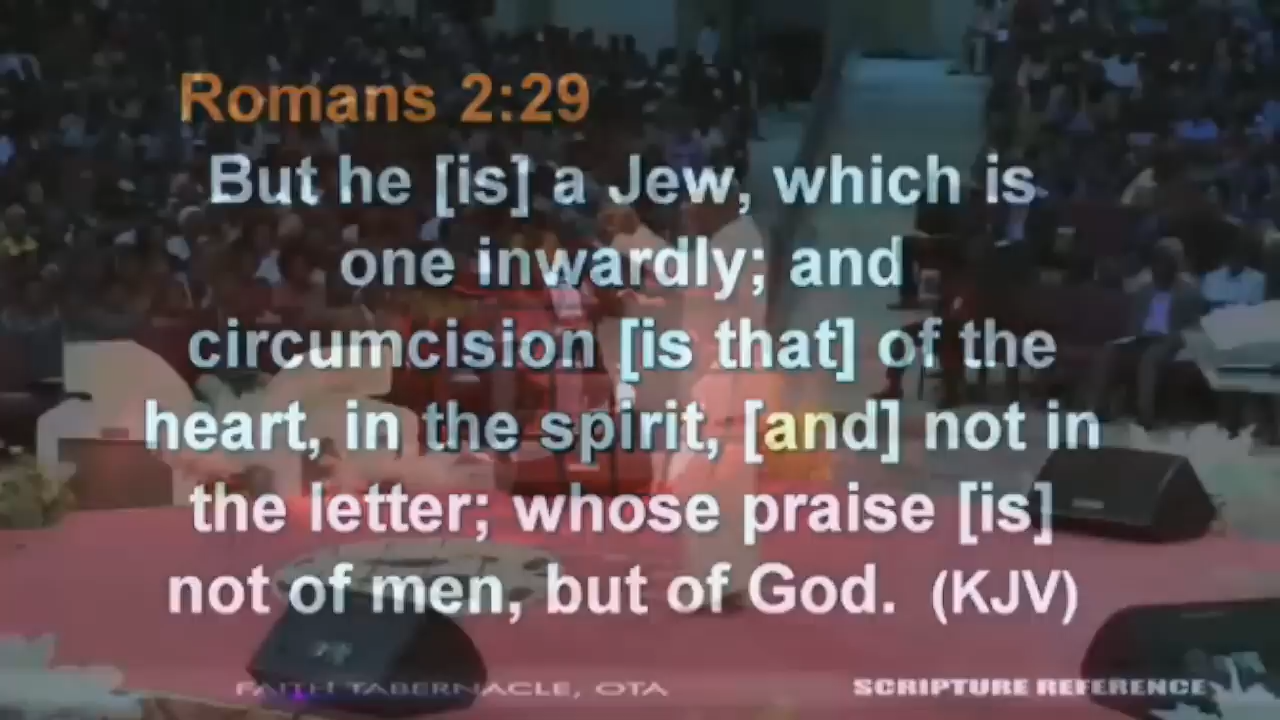 Romans 2:29
But he [is] a Jew, which is
one inwardly; and
circumcision [is that] of the
heart, in the spirit, [and] not in
the letter; whose praise [is]
not of men, but of God. (KJV)
FAITH TABERNACLE, OTA
SCRIPTURE REFERENCE